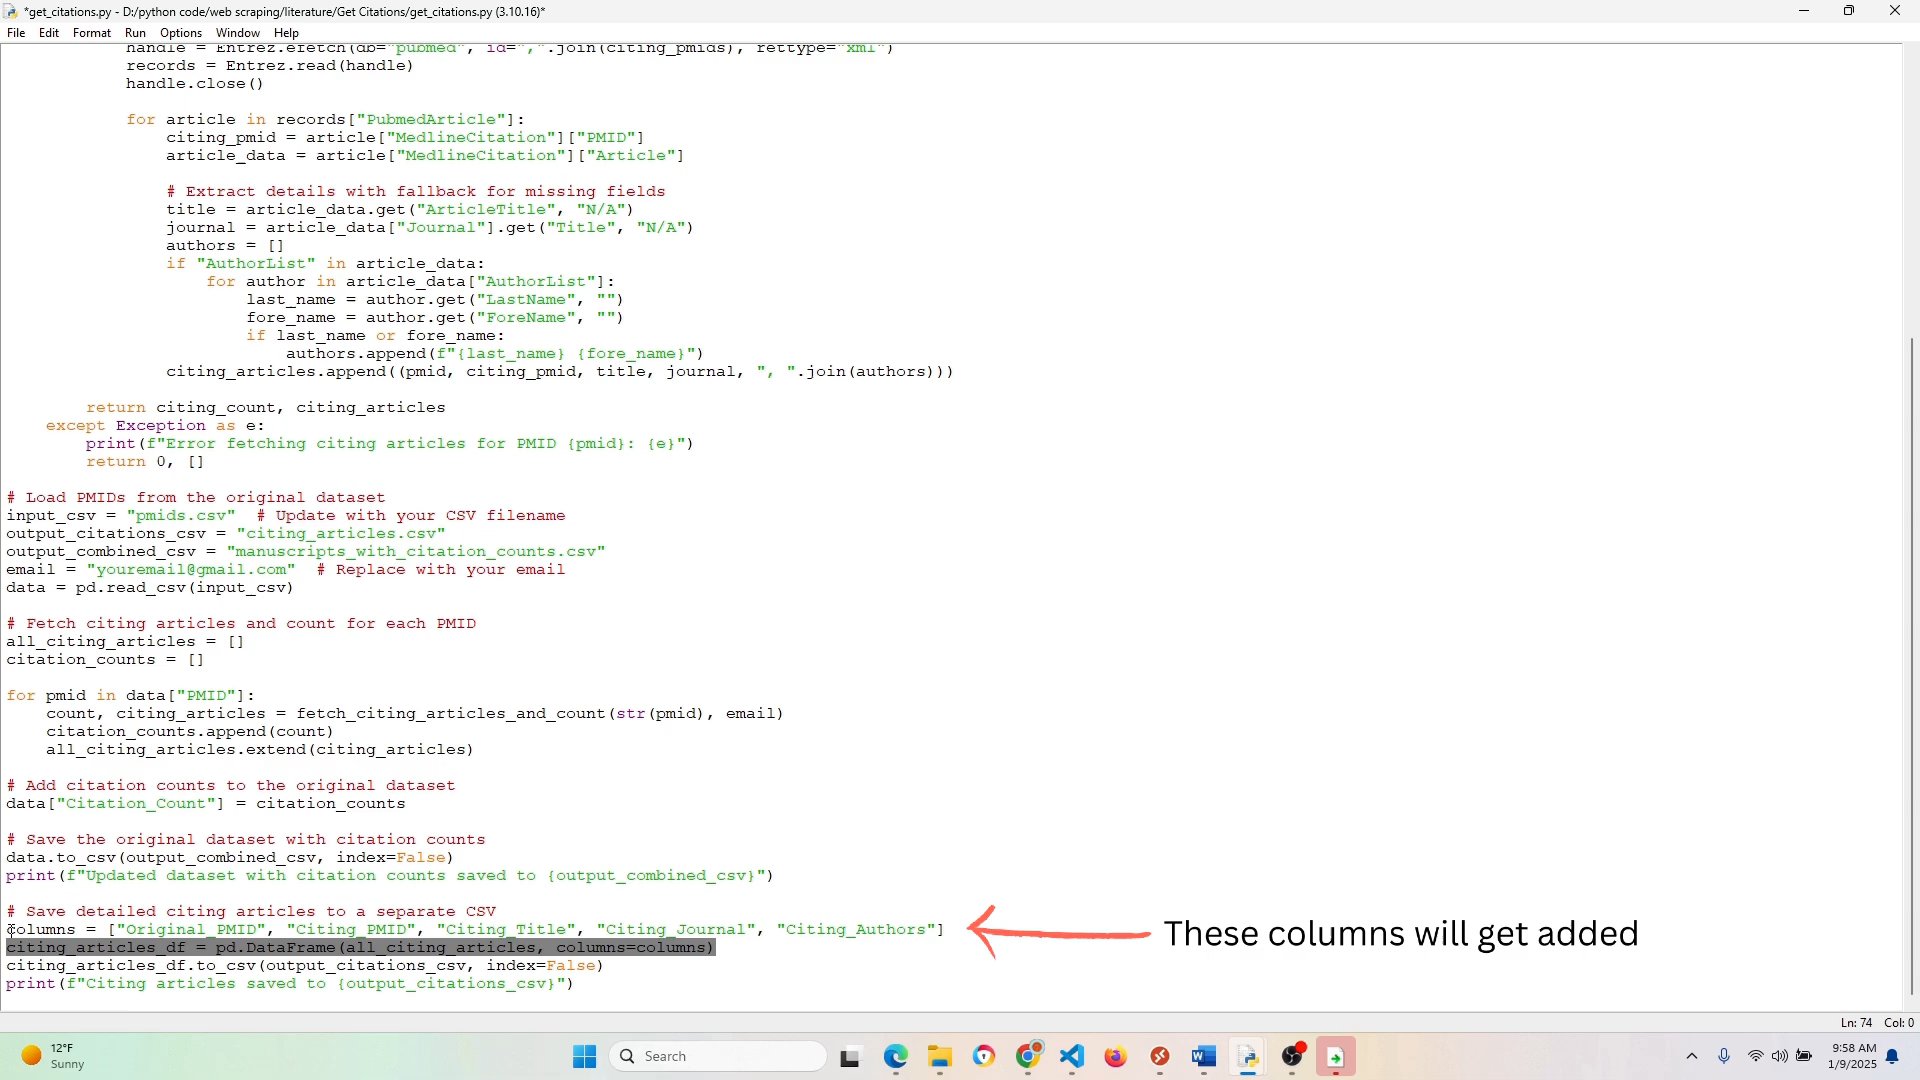 *get_citations.py - D:/python code/web scraping/literature/Get Citations/get_citations.py (3.10.16)*
File Edit Format Run Options Window Help
handle = Entrez.efetch(db="pubmed", id=",".join(citing_pmids), rettype="xml")
records = Entrez.read(handle)
handle.close()
for article in records["PubmedArticle"]:
citing_pmid = article["MedlineCitation"]["PMID"]
article_data = article["MedlineCitation"]["Article"]
# Extract details with fallback for missing fields
title = article_data.get("ArticleTitle", "N/A")
journal = article_data["Journal"].get("Title", "N/A")
authors = []
if "AuthorList" in article_data:
for author in article_data["AuthorList"]:
last_name = author.get("LastName", "")
fore_name = author.get("ForeName", "")
if last_name or fore_name:
authors.append(f"{last_name} {fore_name}")
citing_articles.append((pmid, citing_pmid, title, journal, ", ".join(authors)))
return citing_count, citing_articles
except Exception as e:
print(f"Error fetching citing articles for PMID {pmid}: {e}")
return 0, []
# Load PMIDs from the original dataset
input_csv = "pmids.csv"  # Update with your CSV filename
output_citations_csv = "citing_articles.csv"
output_combined_csv = "manuscripts_with_citation_counts.csv"
email = "youremail@gmail.com"  # Replace with your email
data = pd.read_csv(input_csv)
# Fetch citing articles and count for each PMID
all_citing_articles = []
citation_counts = []
for pmid in data["PMID"]:
count, citing_articles = fetch_citing_articles_and_count(str(pmid), email)
citation_counts.append(count)
all_citing_articles.extend(citing_articles)
# Add citation counts to the original dataset
data["Citation_Count"] = citation_counts
# Save the original dataset with citation counts
data.to_csv(output_combined_csv, index=False)
print(f"Updated dataset with citation counts saved to {output_combined_csv}")
# Save detailed citing articles to a separate CSV
columns = ["Original_PMID", "Citing_PMID", "Citing_Title", "Citing_Journal", "Citing_Authors"]
These columns will get added
citing_articles_df = pd.DataFrame(all_citing_articles, columns=columns)
citing_articles_df.to_csv(output_citations_csv, index=False)
print(f"Citing articles saved to {output_citations_csv}")
Ln: 74 Col: 0
12°F
Sunny
Search
9:58 AM
1/9/2025